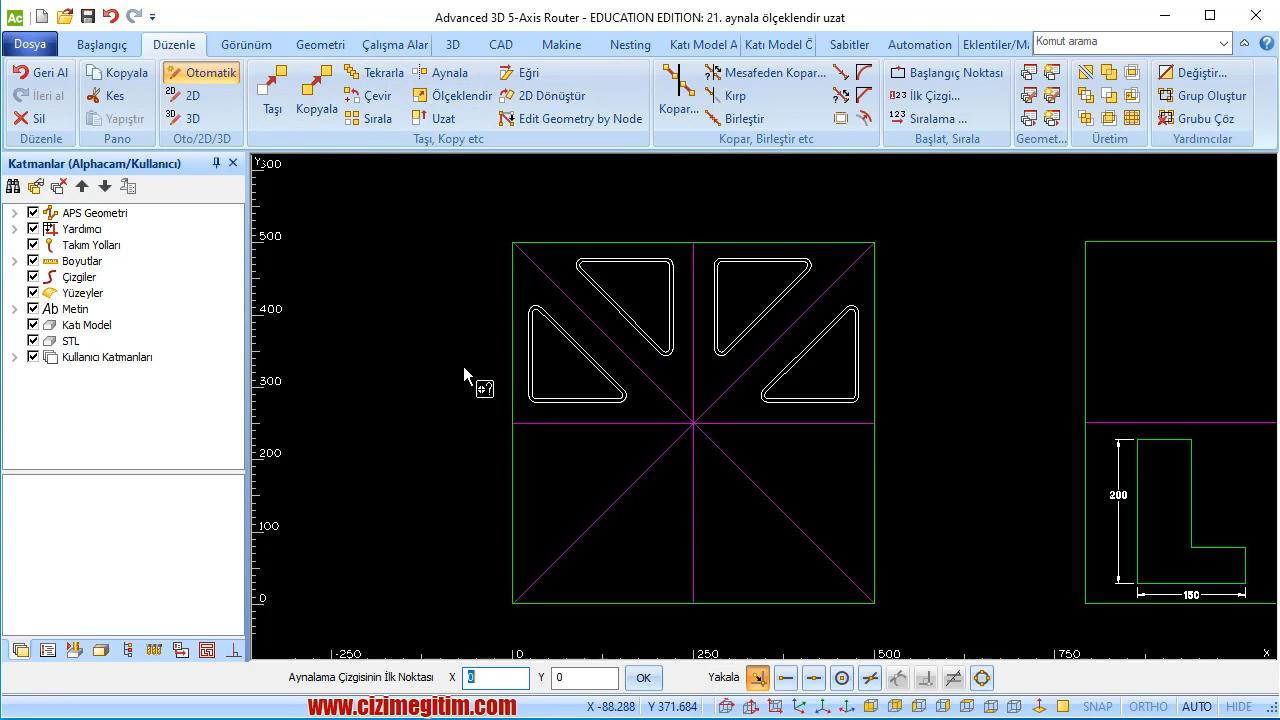 Advanced 3D 5-Axis Router - EDUCATION EDITION: 21. aynala ölçeklendir uzat
Dosya Başlangıç Düzenle Görünüm Geometri Çalışma Alar 3D CAD Makine Nesting Katı Model A Katı Model Ç Sabitler Automation Eklentiler/Ma Komut arama
Geri Al Kopyala Otomatik Tekrarla Aynala Eğri Mesafeden Kopar... Başlangıç Noktası Değiştir...
İleri al Kes 2D Taşı Kopyala Çevir Ölçeklendir 2D Dönüştür Kopar... Kırp İlk Çizgi... Grup Oluştur
Sil Yapıştır 3D Sırala Uzat Edit Geometry by Node Birleştir Sıralama ... Grubu Çöz
Düzenle Pano Oto/2D/3D Taşı, Kopy etc Kopar, Birleştir etc Başlat, Sırala ... Geomet... Üretim Yardımcılar
Katmanlar (Alphacam/Kullanıcı)
APS Geometri
Yardımcı
Takım Yolları
Boyutlar
Çizgiler
Yüzeyler
Ab Metin
Katı Model
STL
Kullanıcı Katmanları
Y
500
400
300
200
100
0
200
150
-250 0 250 500 750 X
Aynalama Çizgisinin İlk Noktası X 0 Y 0 OK Yakala
www.cizimegitim.com
X -88.288 Y 371.684 SNAP ORTHO AUTO HIDE